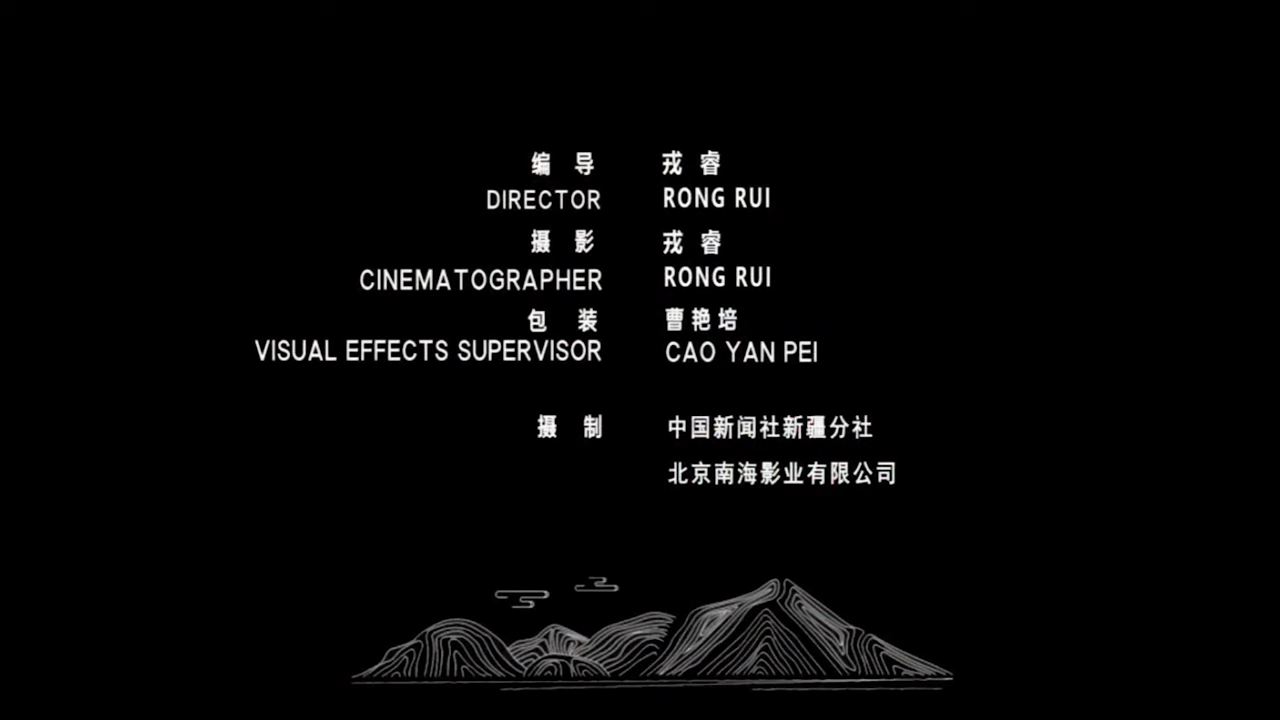 编 导 戎 睿
DIRECTOR RONG RUI
摄 影 戎 睿
CINEMATOGRAPHER RONG RUI
包 装 曹艳培
VISUAL EFFECTS SUPERVISOR CAO YAN PEI
摄 制 中国新闻社新疆分社
北京南海影业有限公司